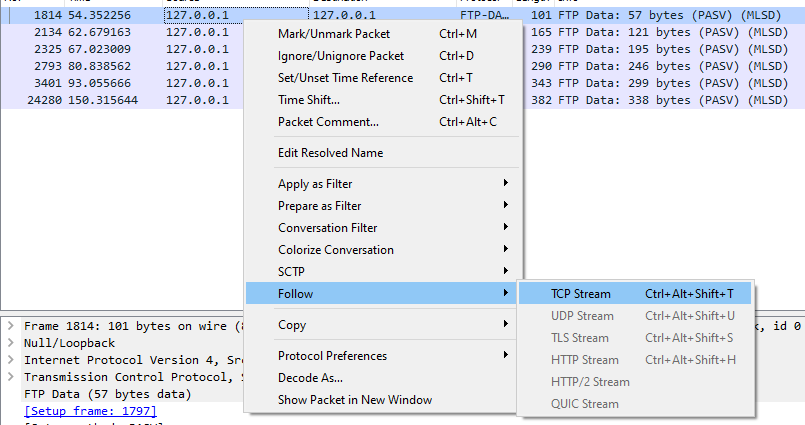 1814 54.352256 127.0.0.1 127.0.0.1 FTP-DA… 101 FTP Data: 57 bytes (PASV) (MLSD)
2134 62.679163 127.0.0.1 165 FTP Data: 121 bytes (PASV) (MLSD)
2325 67.023009 127.0.0.1 239 FTP Data: 195 bytes (PASV) (MLSD)
2793 80.838562 127.0.0.1 290 FTP Data: 246 bytes (PASV) (MLSD)
3401 93.055666 127.0.0.1 343 FTP Data: 299 bytes (PASV) (MLSD)
24280 150.315644 127.0.0.1 382 FTP Data: 338 bytes (PASV) (MLSD)
Mark/Unmark Packet Ctrl+M
Ignore/Unignore Packet Ctrl+D
Set/Unset Time Reference Ctrl+T
Time Shift... Ctrl+Shift+T
Packet Comment... Ctrl+Alt+C
Edit Resolved Name
Apply as Filter
Prepare as Filter
Conversation Filter
Colorize Conversation
SCTP
Follow
Copy
Protocol Preferences
Decode As...
Show Packet in New Window
TCP Stream Ctrl+Alt+Shift+T
UDP Stream Ctrl+Alt+Shift+U
TLS Stream Ctrl+Alt+Shift+S
HTTP Stream Ctrl+Alt+Shift+H
HTTP/2 Stream
QUIC Stream
Frame 1814: 101 bytes on wire (8 k, id 0
Null/Loopback
Internet Protocol Version 4, Src
Transmission Control Protocol, S
FTP Data (57 bytes data)
[Setup frame: 1797]